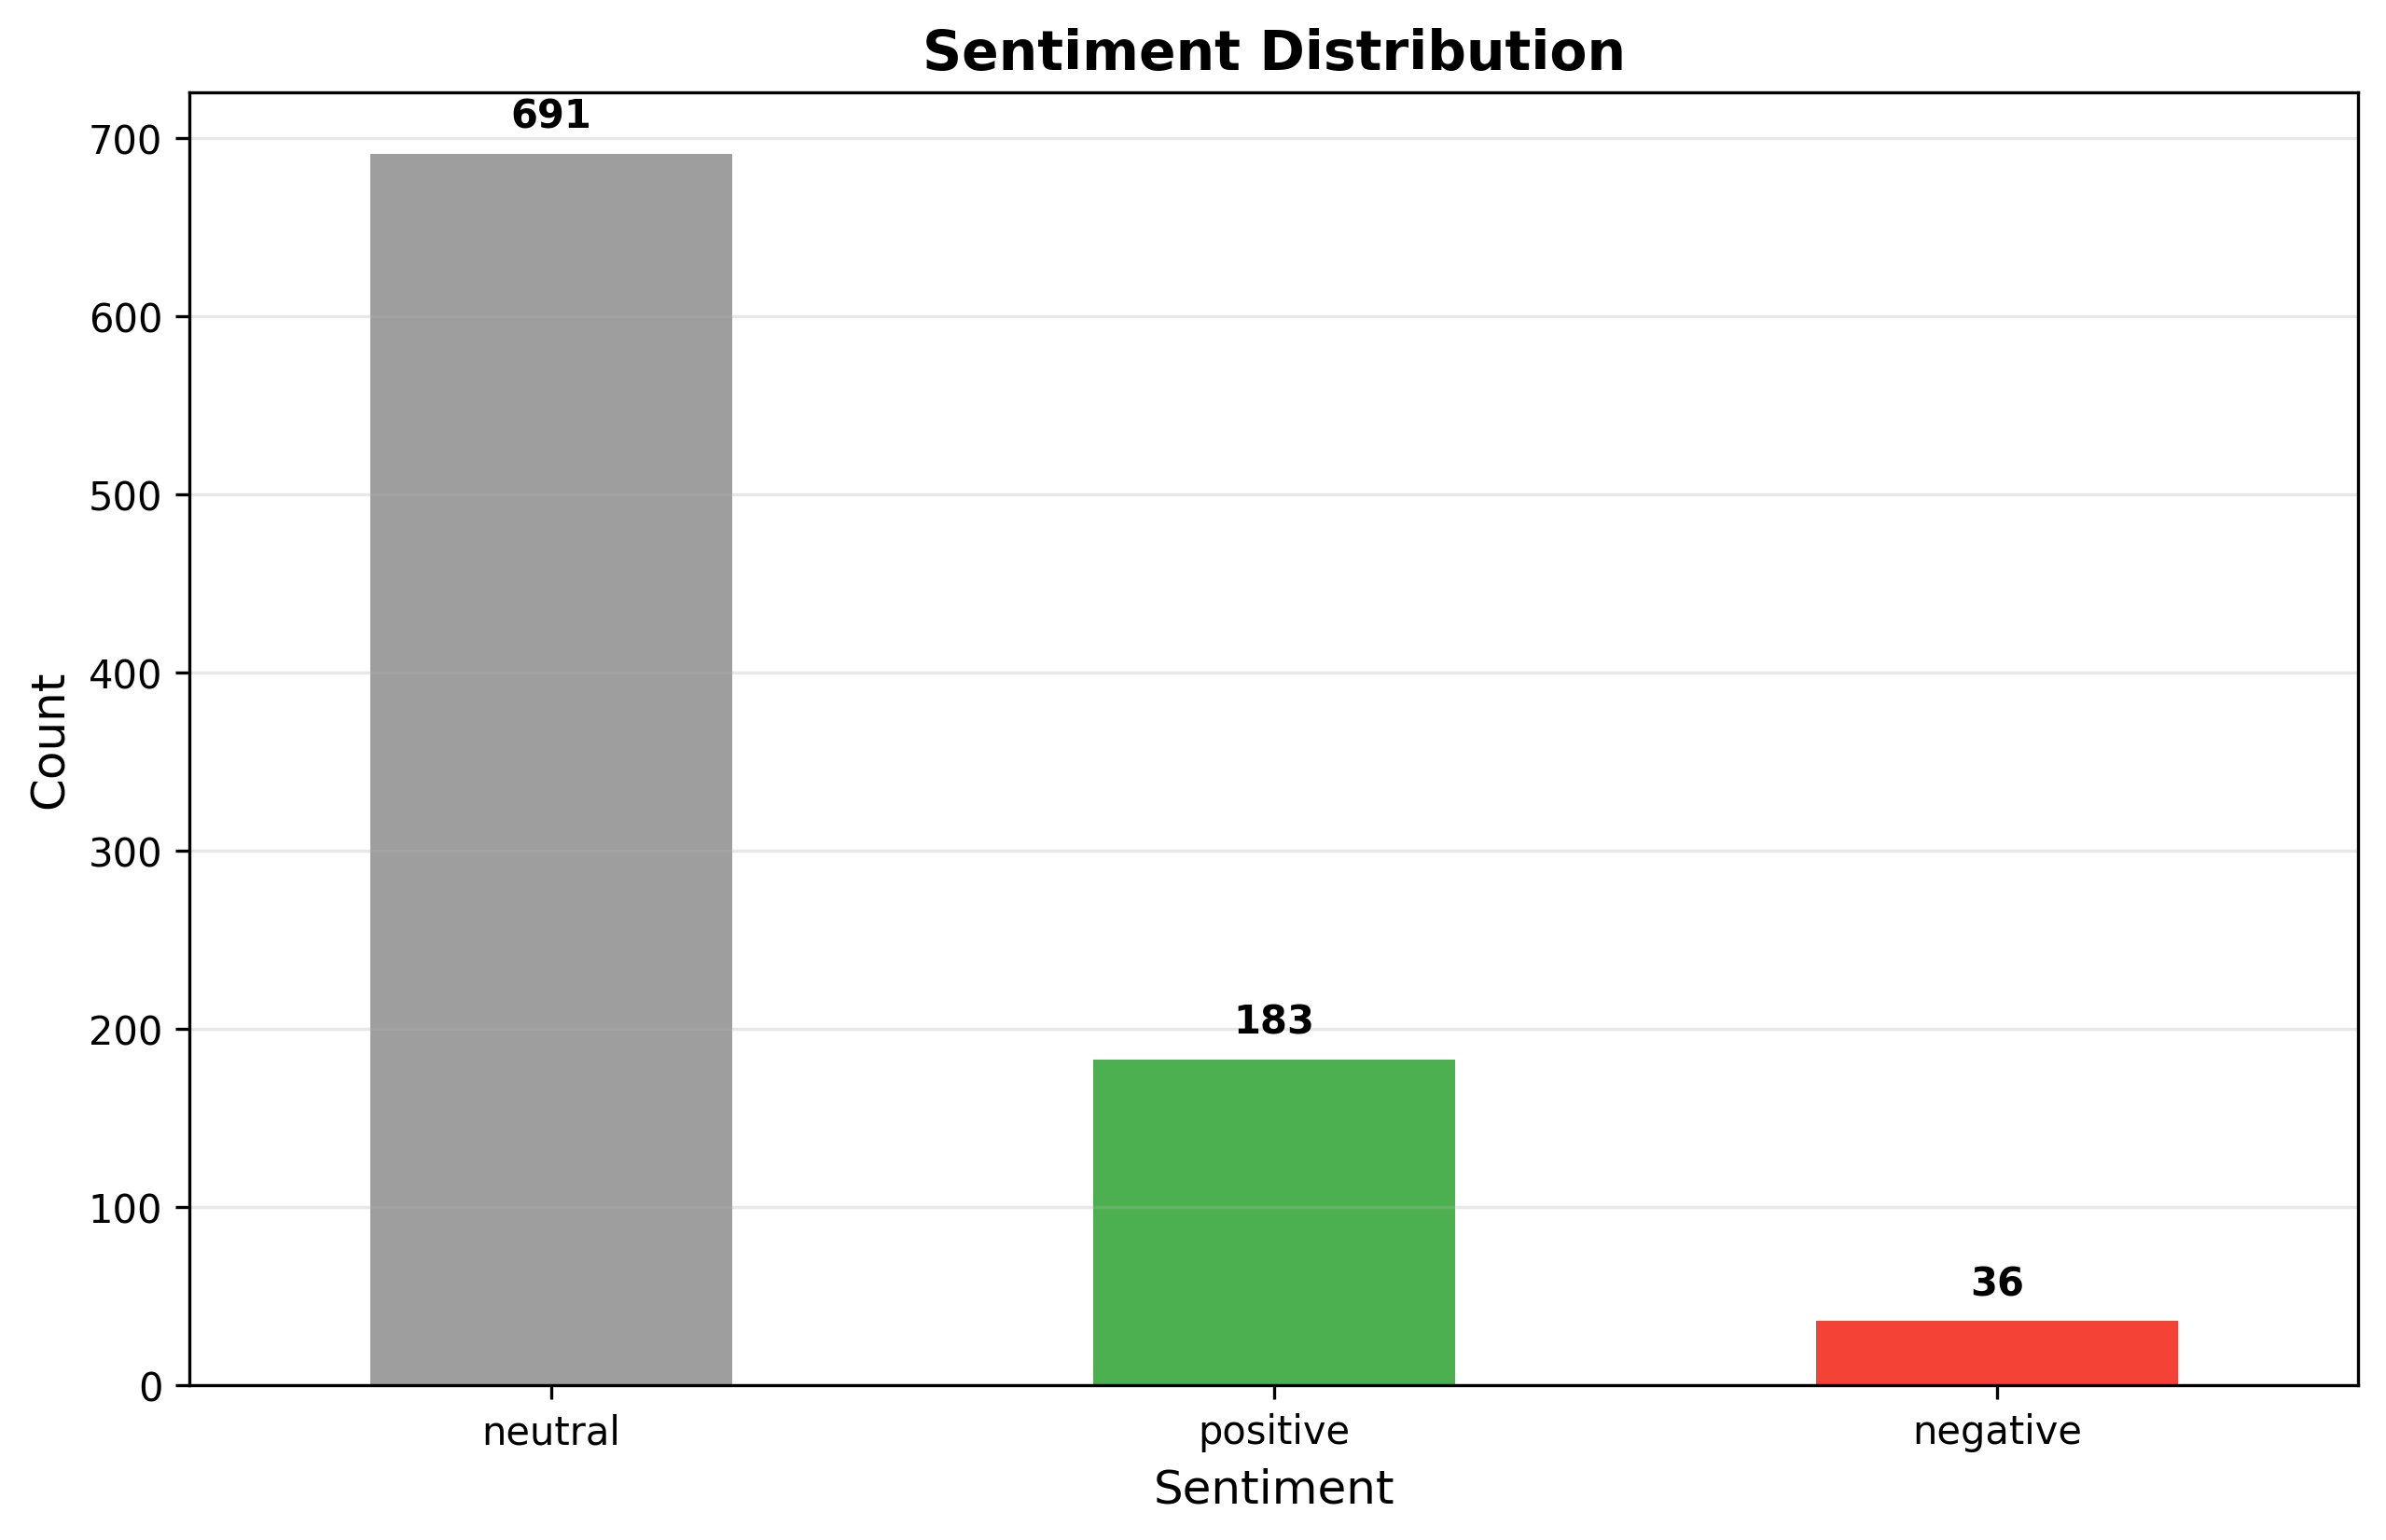 Sentiment Distribution
691
700
600
500
400
300
200
100
0
Count
183
36
neutral
positive
negative
Sentiment